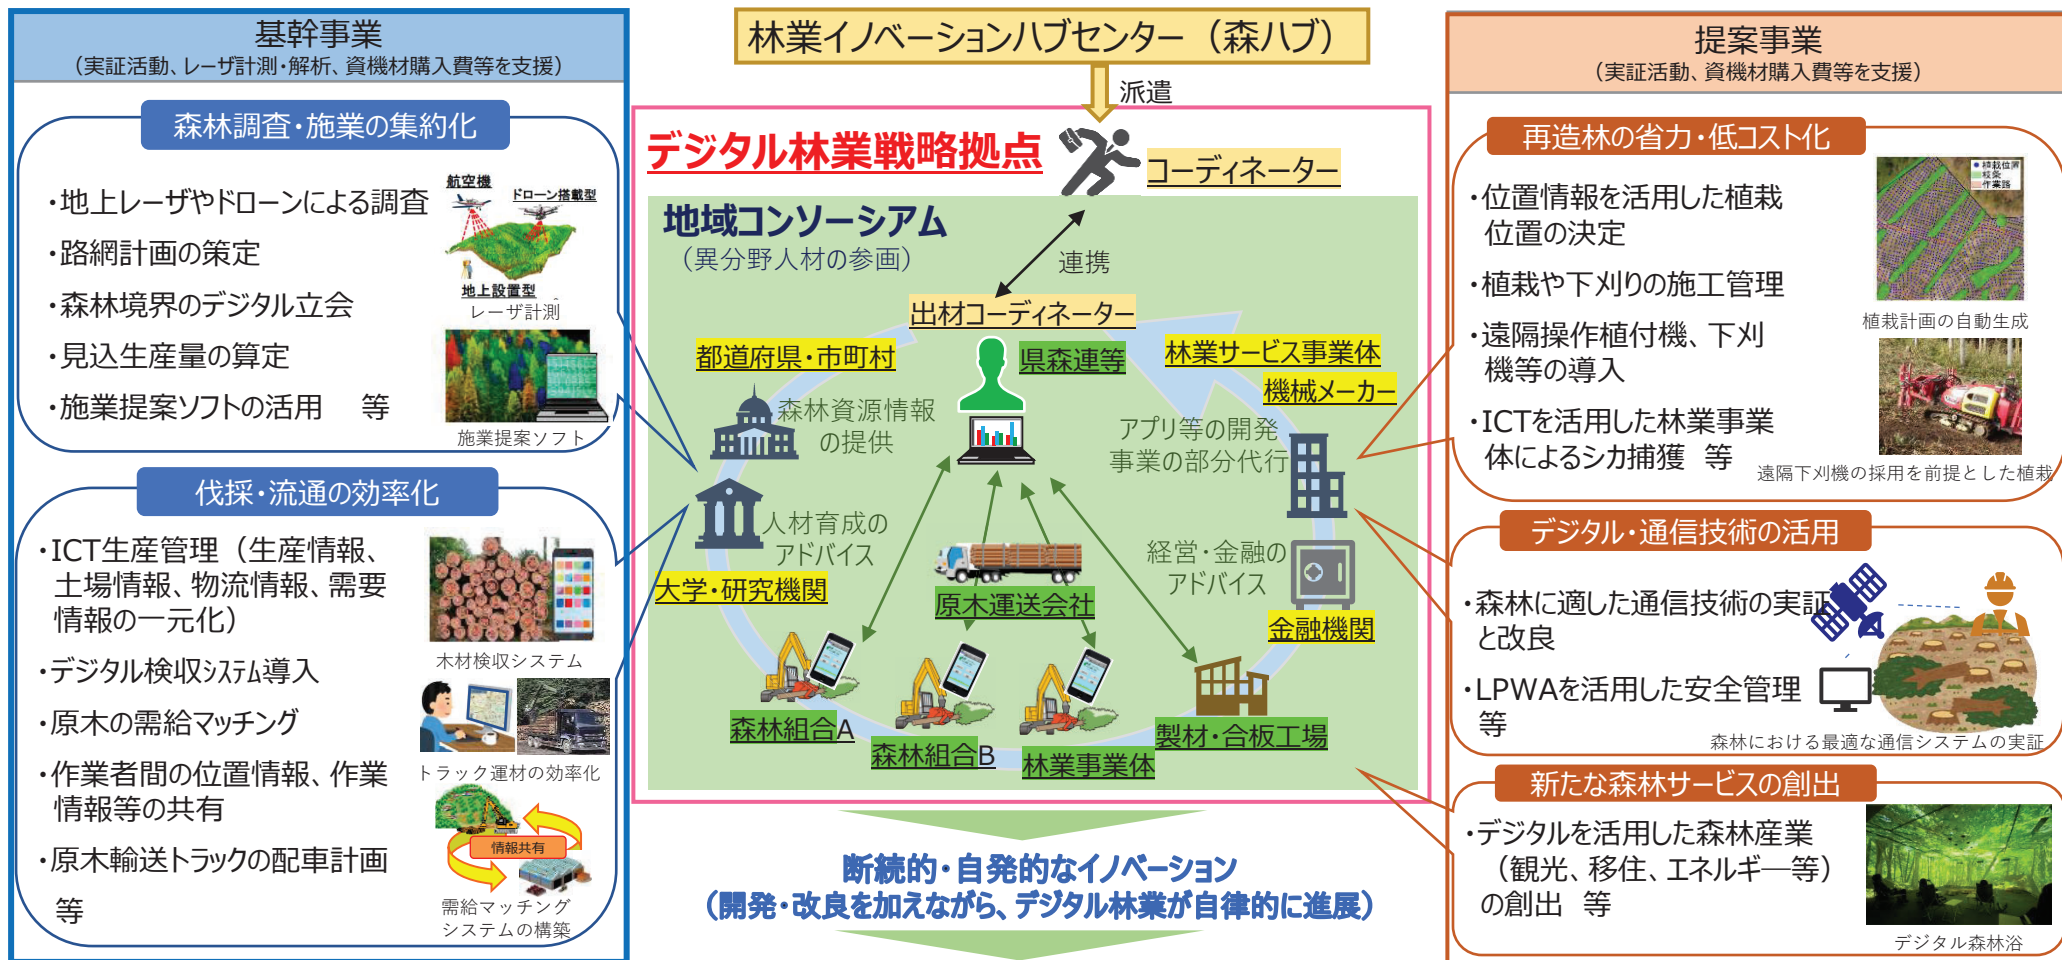 基幹事業
（実証活動、レーザ計測・解析、資機材購入費等を支援）
森林調査・施業の集約化
・地上レーザやドローンによる調査
・路網計画の策定
・森林境界のデジタル立会
・見込生産量の算定
・施業提案ソフトの活用　等
航空機
ドローン搭載型
地上設置型
レーザ計測
施業提案ソフト
伐採・流通の効率化
・ICT生産管理（生産情報、
土場情報、物流情報、需要
情報の一元化）
・デジタル検収システム導入
・原木の需給マッチング
・作業者間の位置情報、作業
情報等の共有
・原木輸送トラックの配車計画
等
木材検収システム
トラック運材の効率化
情報共有
需給マッチング
システムの構築
林業イノベーションハブセンター（森ハブ）
派遣
デジタル林業戦略拠点
コーディネーター
地域コンソーシアム
（異分野人材の参画）
連携
出材コーディネーター
都道府県・市町村
県森連等
林業サービス事業体
機械メーカー
森林資源情報
の提供
アプリ等の開発
事業の部分代行
人材育成の
アドバイス
経営・金融の
アドバイス
大学・研究機関
原木運送会社
金融機関
森林組合A
森林組合B
林業事業体
製材・合板工場
断続的・自発的なイノベーション
（開発・改良を加えながら、デジタル林業が自律的に進展）
提案事業
（実証活動、資機材購入費等を支援）
再造林の省力・低コスト化
・位置情報を活用した植栽
位置の決定
・植栽や下刈りの施工管理
・遠隔操作植付機、下刈
機等の導入
・ICTを活用した林業事業
体によるシカ捕獲　等
植栽位置
枝条
作業路
植栽計画の自動生成
遠隔下刈機の採用を前提とした植栽
デジタル・通信技術の活用
・森林に適した通信技術の実証
と改良
・LPWAを活用した安全管理
等
森林における最適な通信システムの実証
新たな森林サービスの創出
・デジタルを活用した森林産業
（観光、移住、エネルギ―等）
の創出　等
デジタル森林浴